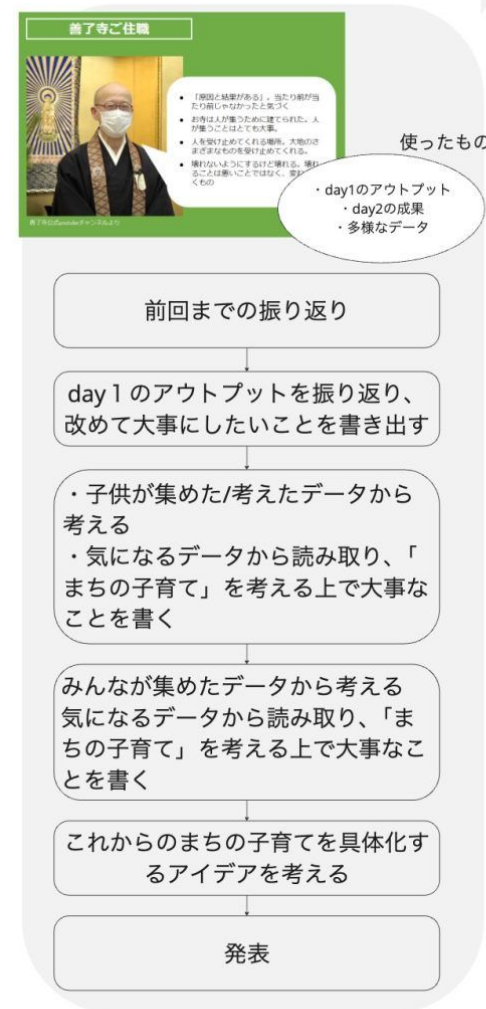 善了寺ご住職
• 「原因と結果がある」。当たり前が当
たり前じゃなかったと気づく
• お寺は人が集うために建てられた。人
が集うことはとても大事。
• 人を受け止めてくれる場所。大地のさ
まざまなものを受け止めてくれる。
• 壊れないようにするけど壊れる。壊れ
ることは悪いことではなく、変
くもの
善了寺公式youtubeチャンネルより
使ったもの
・day1のアウトプット
・day2の成果
・多様なデータ
前回までの振り返り
day１のアウトプットを振り返り、
改めて大事にしたいことを書き出す
・子供が集めた/考えたデータから
考える
・気になるデータから読み取り、「
まちの子育て」を考える上で大事な
ことを書く
みんなが集めたデータから考える
気になるデータから読み取り、「ま
ちの子育て」を考える上で大事なこ
とを書く
これからのまちの子育てを具体化す
るアイデアを考える
発表